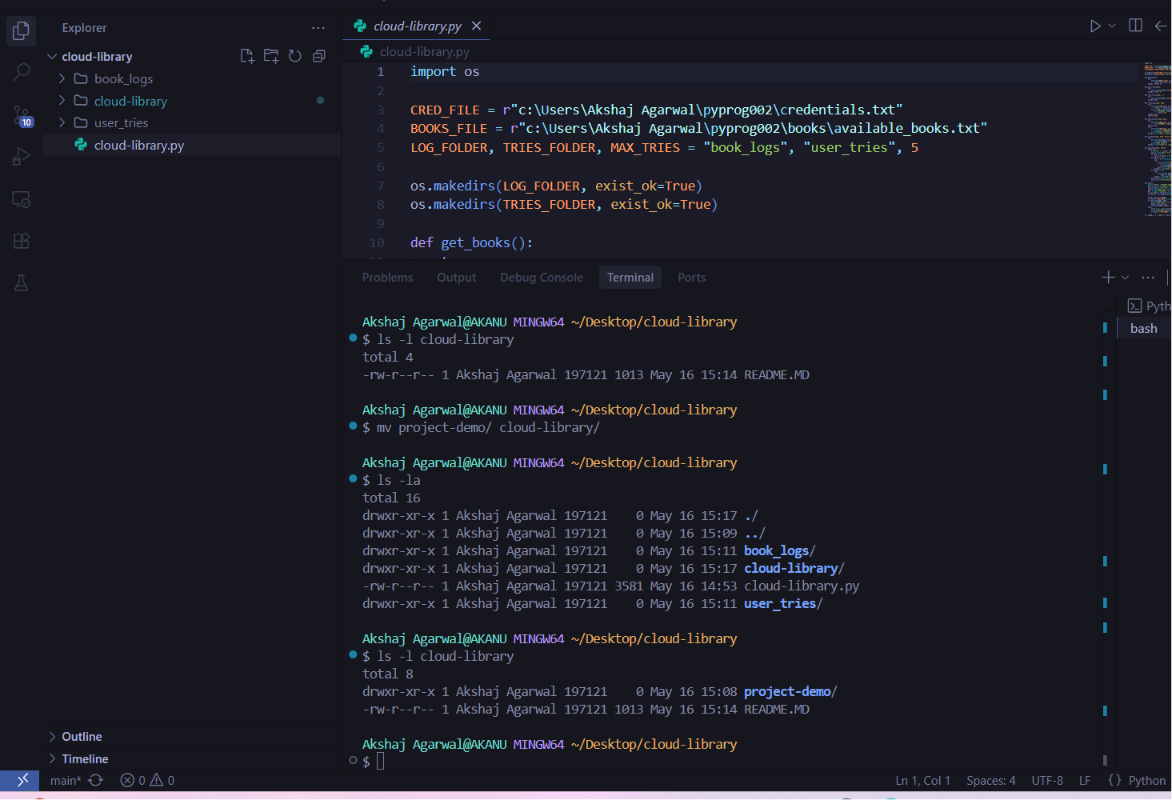 Explorer
cloud-library
book_logs
cloud-library
user_tries
cloud-library.py
10
Outline
Timeline
cloud-library.py
cloud-library.py
1 import os
2
3 CRED_FILE = r"c:\Users\Akshaj Agarwal\pyprog002\credentials.txt"
4 BOOKS_FILE = r"c:\Users\Akshaj Agarwal\pyprog002\books\available_books.txt"
5 LOG_FOLDER, TRIES_FOLDER, MAX_TRIES = "book_logs", "user_tries", 5
6
7 os.makedirs(LOG_FOLDER, exist_ok=True)
8 os.makedirs(TRIES_FOLDER, exist_ok=True)
9
10 def get_books():
Problems Output Debug Console Terminal Ports
Akshaj Agarwal@AKANU MINGW64 ~/Desktop/cloud-library
$ ls -l cloud-library
total 4
-rw-r--r-- 1 Akshaj Agarwal 197121 1013 May 16 15:14 README.MD
Akshaj Agarwal@AKANU MINGW64 ~/Desktop/cloud-library
$ mv project-demo/ cloud-library/
Akshaj Agarwal@AKANU MINGW64 ~/Desktop/cloud-library
$ ls -la
total 16
drwxr-xr-x 1 Akshaj Agarwal 197121 0 May 16 15:17 ./
drwxr-xr-x 1 Akshaj Agarwal 197121 0 May 16 15:09 ../
drwxr-xr-x 1 Akshaj Agarwal 197121 0 May 16 15:11 book_logs/
drwxr-xr-x 1 Akshaj Agarwal 197121 0 May 16 15:17 cloud-library/
-rw-r--r-- 1 Akshaj Agarwal 197121 3581 May 16 14:53 cloud-library.py
drwxr-xr-x 1 Akshaj Agarwal 197121 0 May 16 15:11 user_tries/
Akshaj Agarwal@AKANU MINGW64 ~/Desktop/cloud-library
$ ls -l cloud-library
total 8
drwxr-xr-x 1 Akshaj Agarwal 197121 0 May 16 15:08 project-demo/
-rw-r--r-- 1 Akshaj Agarwal 197121 1013 May 16 15:14 README.MD
Akshaj Agarwal@AKANU MINGW64 ~/Desktop/cloud-library
$
Pyth
bash
main* 0 0 Ln 1, Col 1 Spaces: 4 UTF-8 LF {} Python